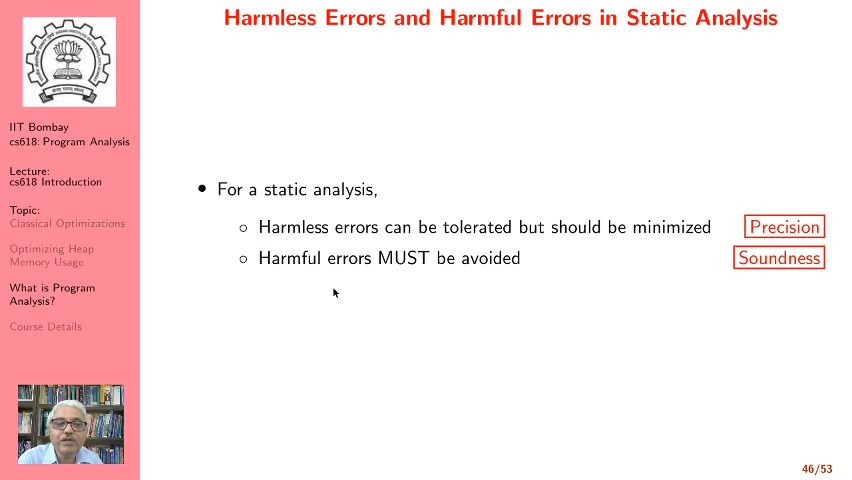 Harmless Errors and Harmful Errors in Static Analysis
IIT Bombay
cs618: Program Analysis
Lecture:
cs618 Introduction
Topic:
Classical Optimizations
Optimizing Heap
Memory Usage
What is Program
Analysis?
Course Details
• For a static analysis,
◦ Harmless errors can be tolerated but should be minimized Precision
◦ Harmful errors MUST be avoided Soundness
46/53